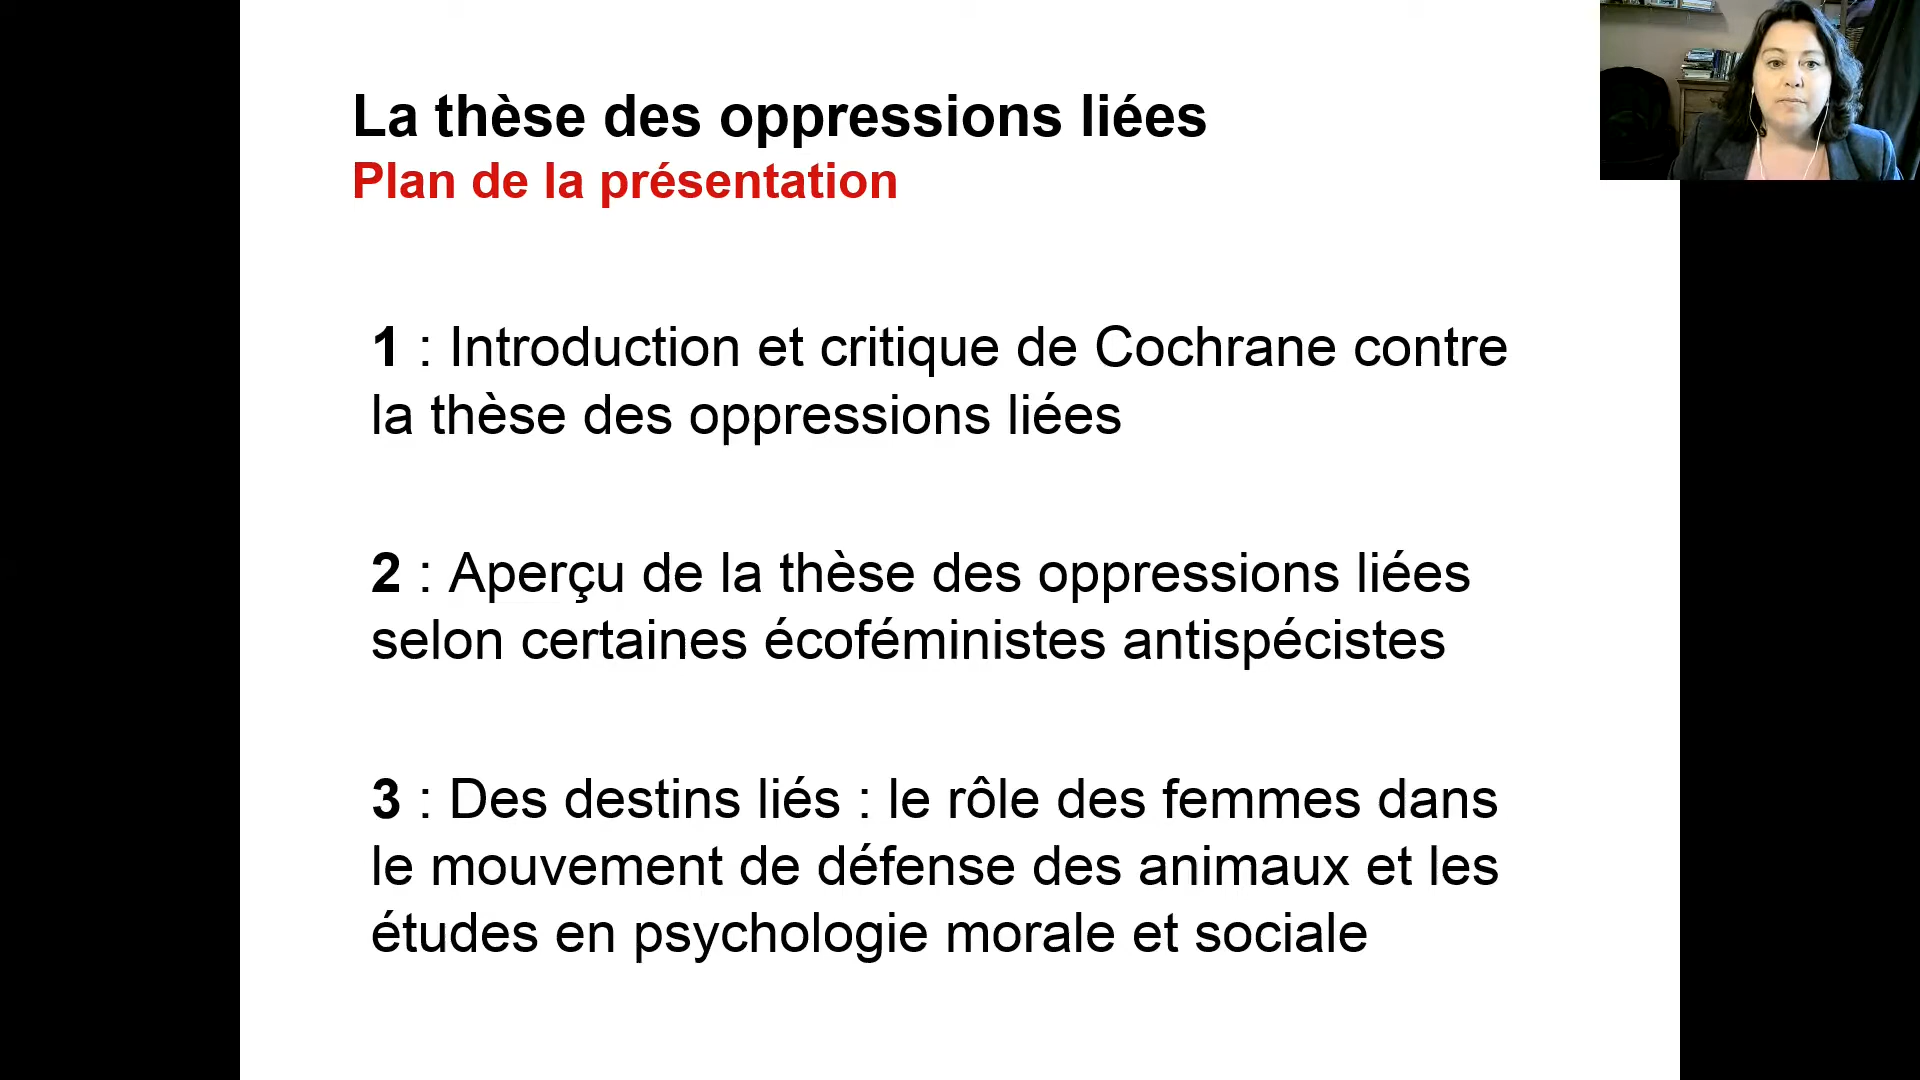 La thèse des oppressions liées
Plan de la présentation
1 : Introduction et critique de Cochrane contre
la thèse des oppressions liées
2 : Aperçu de la thèse des oppressions liées
selon certaines écoféministes antispécistes
3 : Des destins liés : le rôle des femmes dans
le mouvement de défense des animaux et les
études en psychologie morale et sociale